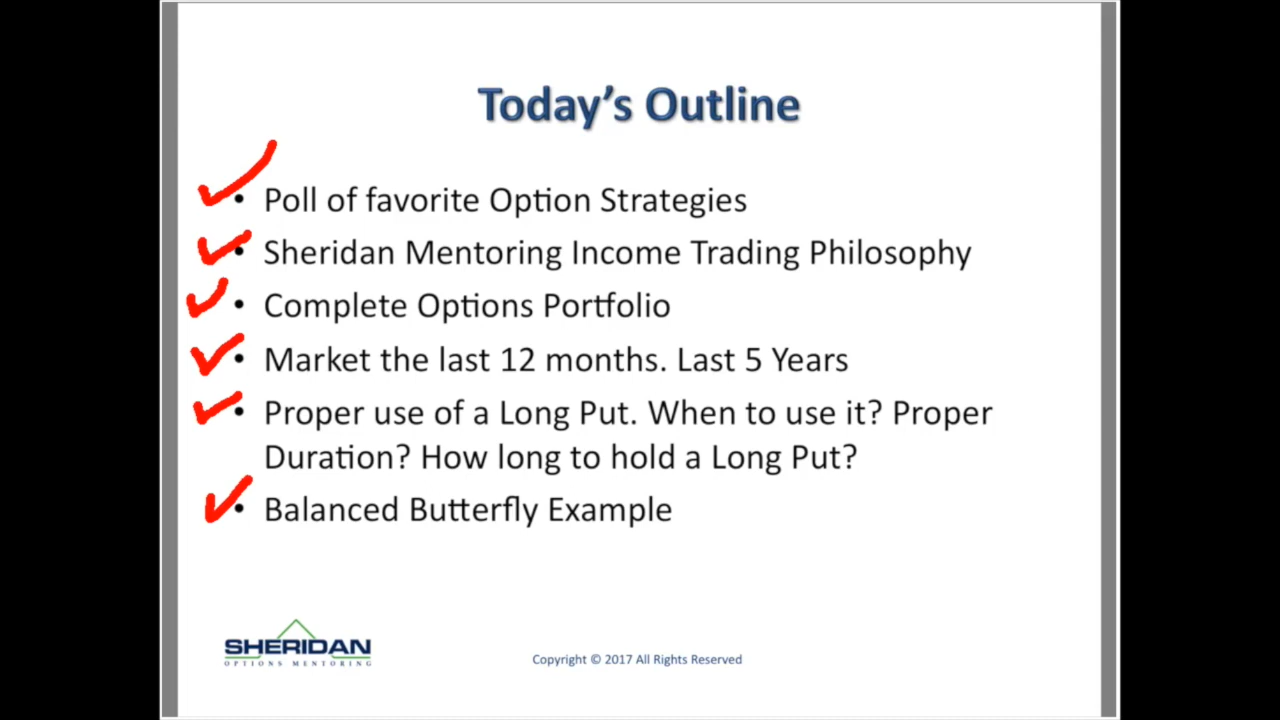 Today's Outline
• Poll of favorite Option Strategies
• Sheridan Mentoring Income Trading Philosophy
• Complete Options Portfolio
• Market the last 12 months. Last 5 Years
• Proper use of a Long Put. When to use it? Proper
Duration? How long to hold a Long Put?
• Balanced Butterfly Example
SHERIDAN
OPTIONS MENTORING
Copyright © 2017 All Rights Reserved